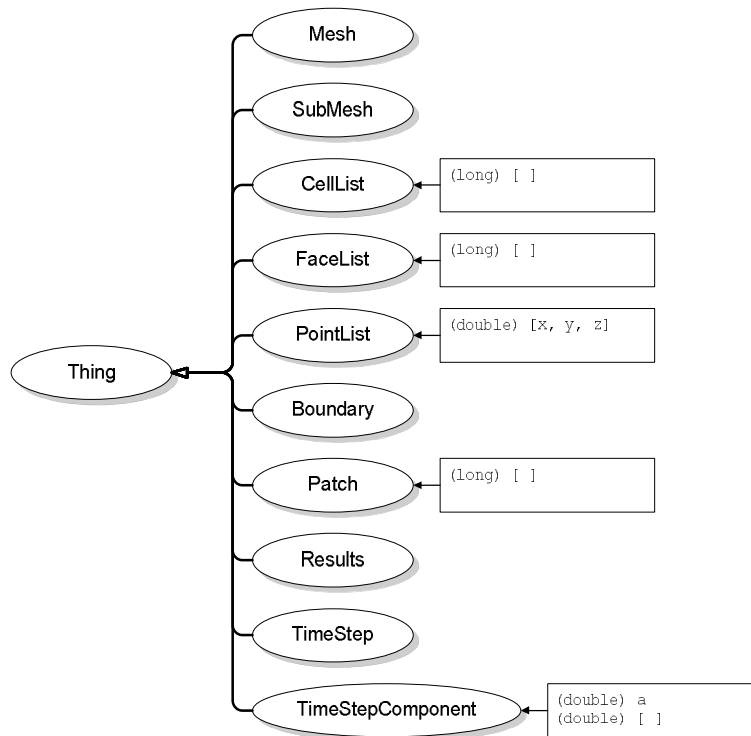 Mesh
SubMesh
CellList
(long) [ ]
FaceList
(long) [ ]
PointList
(double) [x, y, z]
Thing
Boundary
Patch
(long) [ ]
Results
TimeStep
TimeStepComponent
(double) a
(double) [ ]